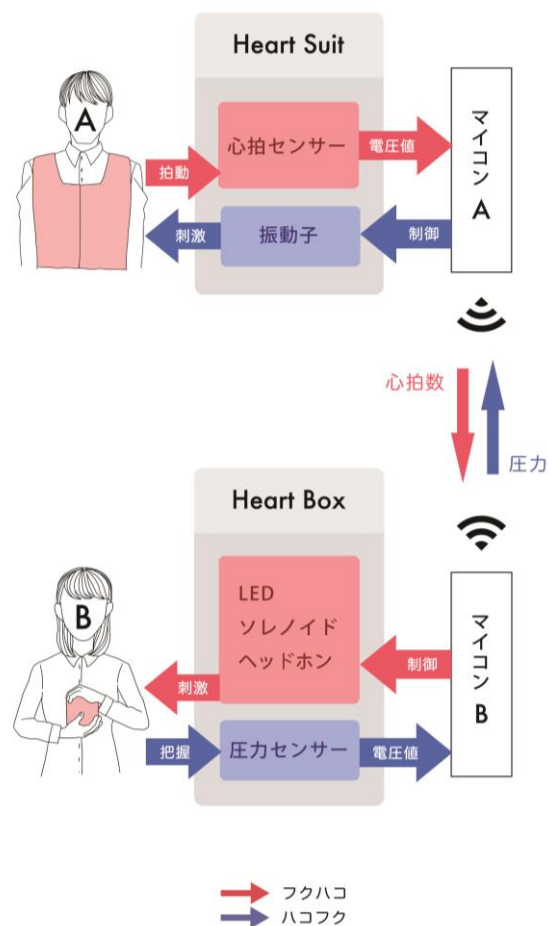 Heart Suit
A
心拍センサー
拍動
電圧値
マイコンA
振動子
刺激
制御
心拍数
圧力
Heart Box
B
LED
ソレノイド
ヘッドホン
刺激
制御
マイコンB
圧力センサー
把握
電圧値
フクハコ
ハコフク